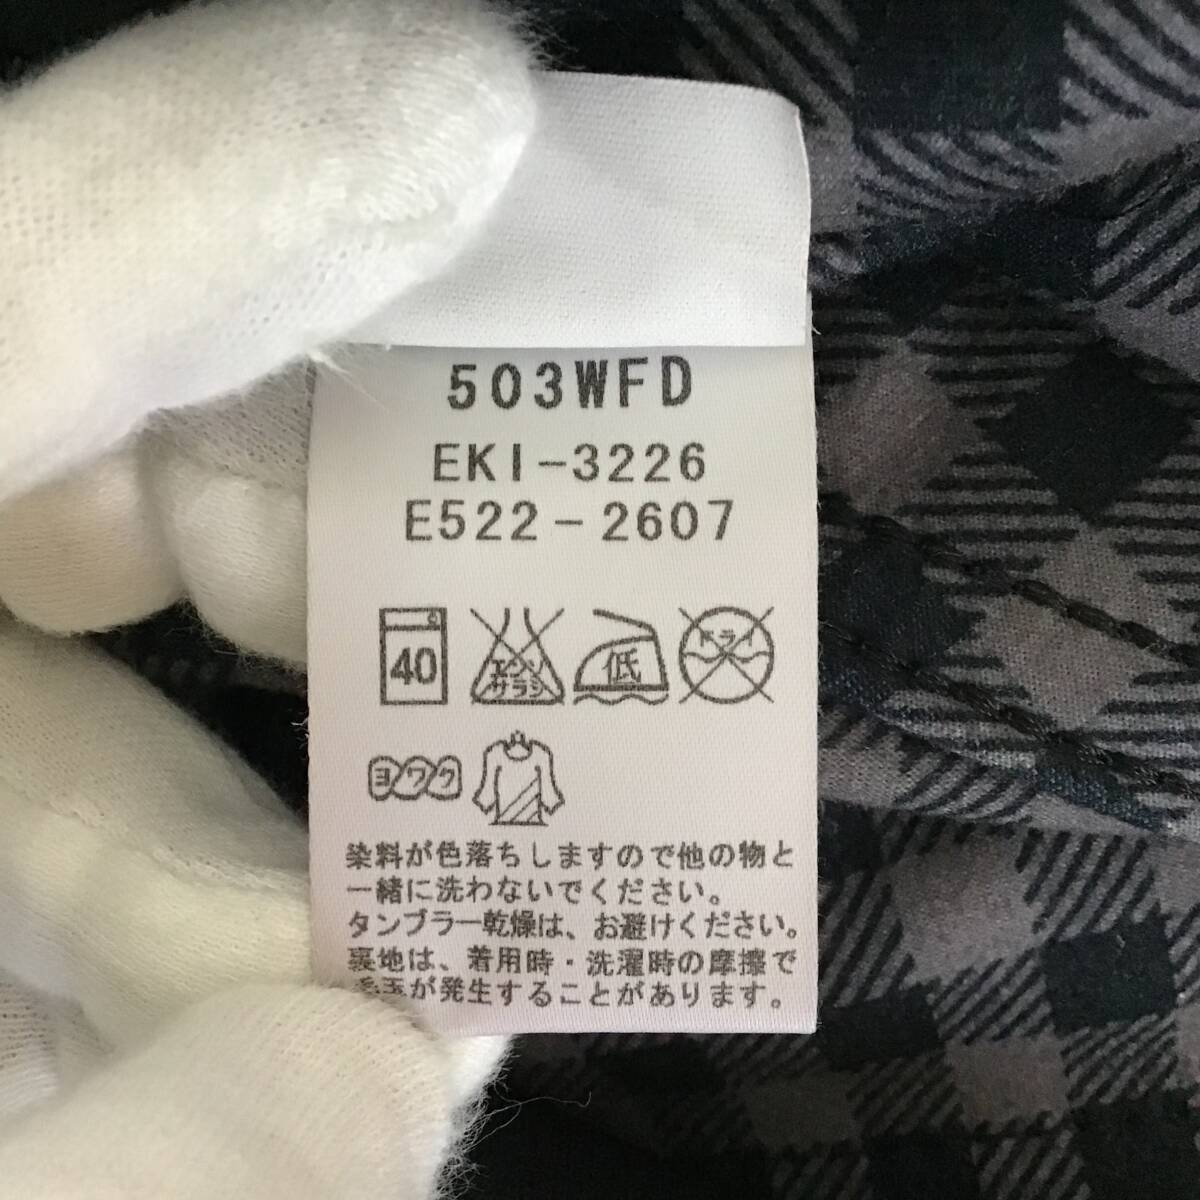 503WFD
EKI-3226
E522-2607
40
エンソ
サラシ
低
ドライ
ヨワク
染料が色落ちしますので他の物と
一緒に洗わないでください。
タンブラー乾燥は、お避けください。
裏地は、着用時・洗濯時の摩擦で
毛玉が発生することがあります。